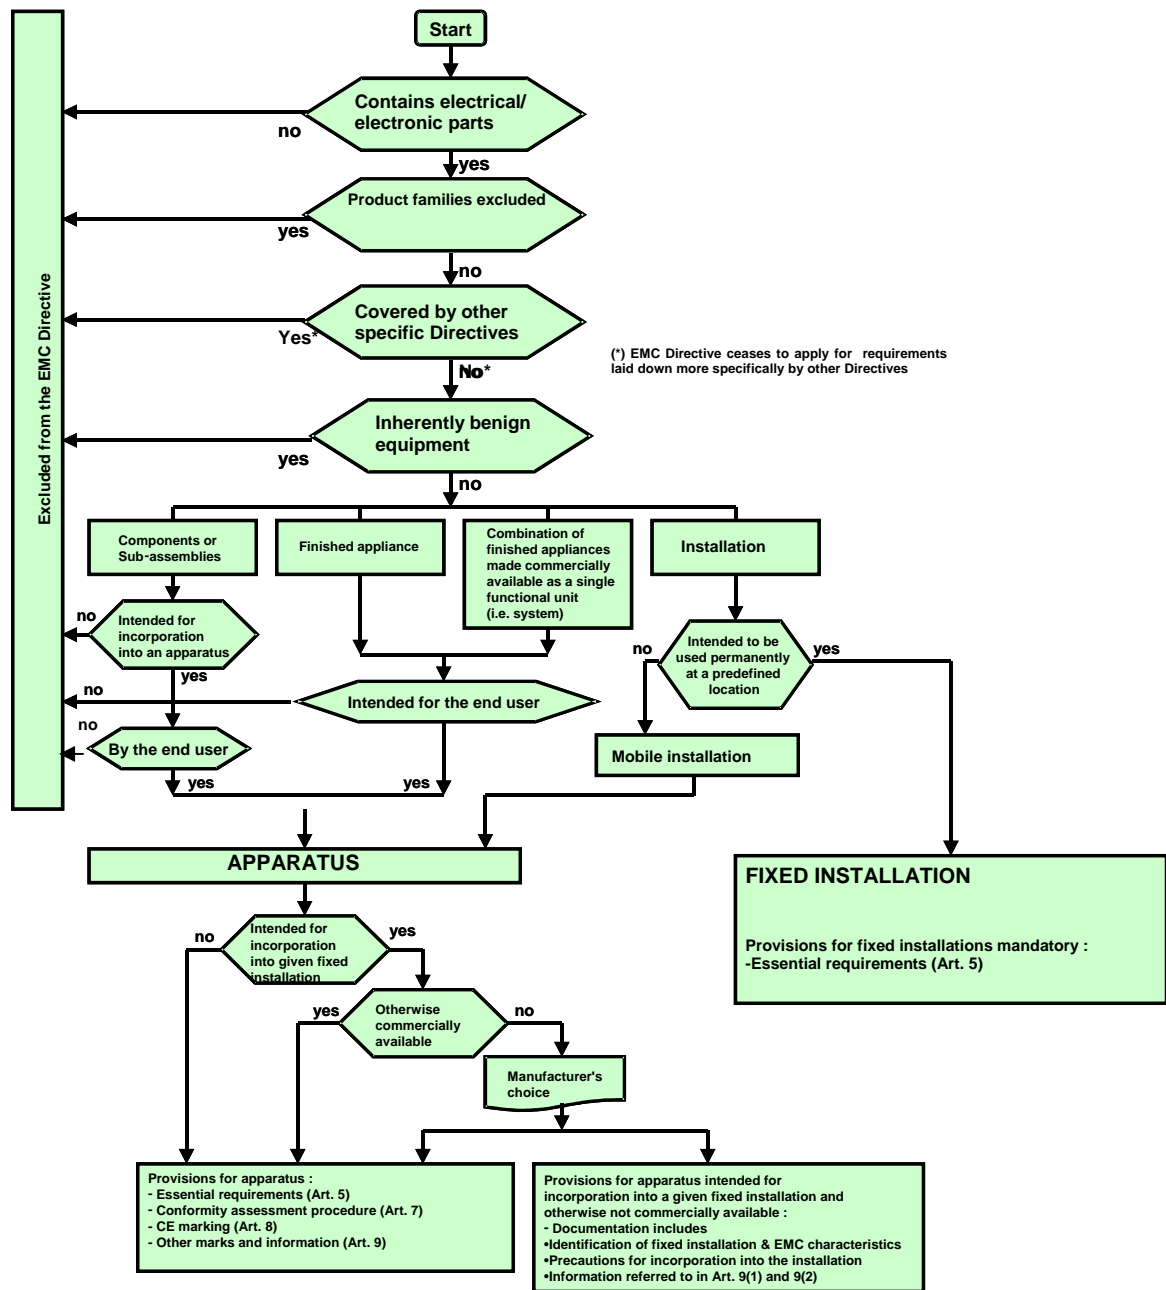 Start
Contains electrical/
electronic parts
no
yes
Product families excluded
yes
no
Covered by other
specific Directives
Yes*
No*
(*) EMC Directive ceases to apply for requirements
laid down more specifically by other Directives
Inherently benign
equipment
yes
no
Excluded from the EMC Directive
Components or
Sub-assemblies
Finished appliance
Combination of
finished appliances
made commercially
available as a single
functional unit
(i.e. system)
Installation
no
Intended for
incorporation
into an apparatus
yes
no
Intended to be
used permanently
at a predefined
location
yes
no
Intended for the end user
no
By the end user
yes
yes
Mobile installation
APPARATUS
FIXED INSTALLATION
Provisions for fixed installations mandatory :
-Essential requirements (Art. 5)
no
Intended for
incorporation
into given fixed
installation
yes
yes
Otherwise
commercially
available
no
Manufacturer's
choice
Provisions for apparatus :
- Essential requirements (Art. 5)
- Conformity assessment procedure (Art. 7)
- CE marking (Art. 8)
- Other marks and information (Art. 9)
Provisions for apparatus intended for
incorporation into a given fixed installation and
otherwise not commercially available :
- Documentation includes
•Identification of fixed installation & EMC characteristics
•Precautions for incorporation into the installation
•Information referred to in Art. 9(1) and 9(2)